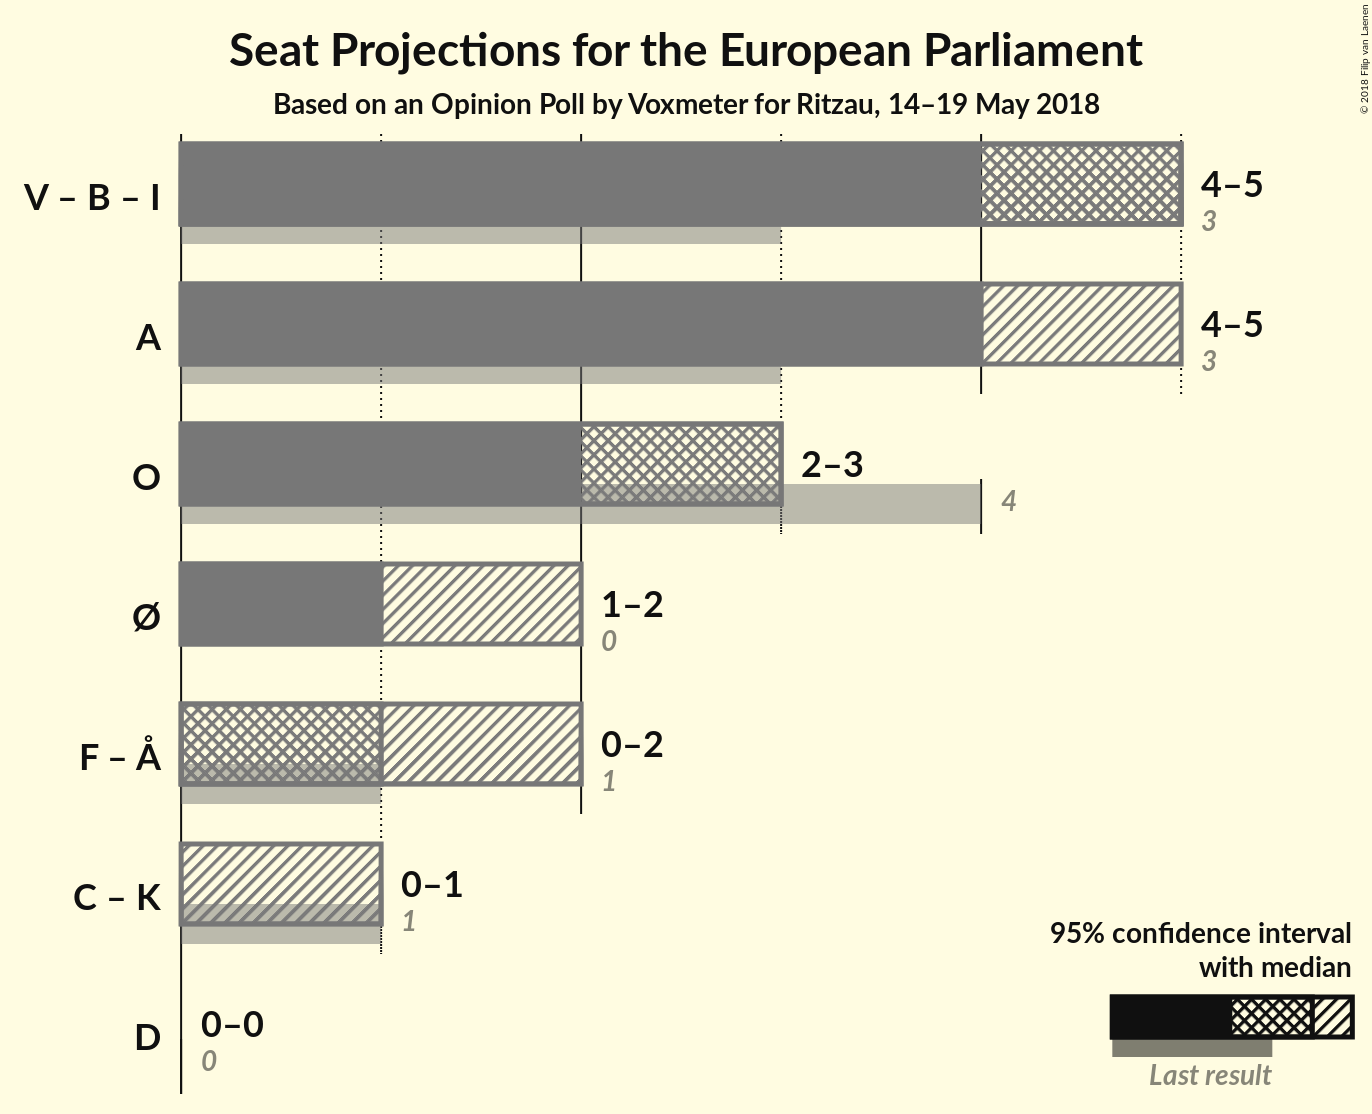 Seat Projections for the European Parliament
Based on an Opinion Poll by Voxmeter for Ritzau, 14–19 May 2018
© 2018 Filip van Laenen
V – B – I
4–5
3
A
4–5
3
O
2–3
4
Ø
1–2
0
F – Å
0–2
1
C – K
0–1
1
D
0–0
0
95% confidence interval
with median
Last result